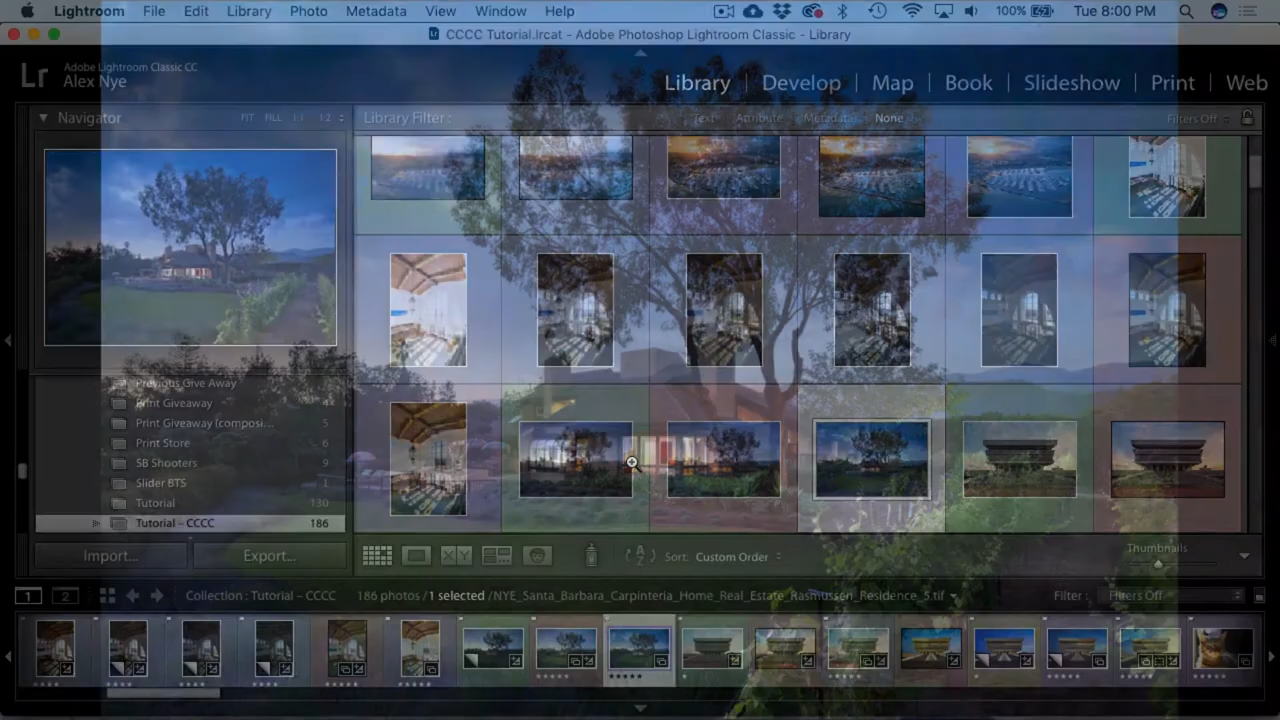 Lightroom File Edit Library Photo Metadata View Window Help 100% Tue 8:00 PM
CCCC Tutorial.lrcat - Adobe Photoshop Lightroom Classic - Library
Lr Adobe Lightroom Classic CC
Alex Nye
Library | Develop | Map | Book | Slideshow | Print | Web
Navigator FIT FILL 1:1 1:2
Library Filter : Text Attribute Metadata None Filters Off
Previous Give Away
Print Giveaway
Print Giveaway (composi... 5
Print Store 6
SB Shooters 9
Slider BTS 1
Tutorial 130
Tutorial – CCCC 186
Import... Export...
XY AZ Sort: Custom Order Thumbnails
1 2 Collection : Tutorial – CCCC 186 photos / 1 selected /NYE_Santa_Barbara_Carpinteria_Home_Real_Estate_Rasmussen_Residence_5.tif Filter : Filters Off